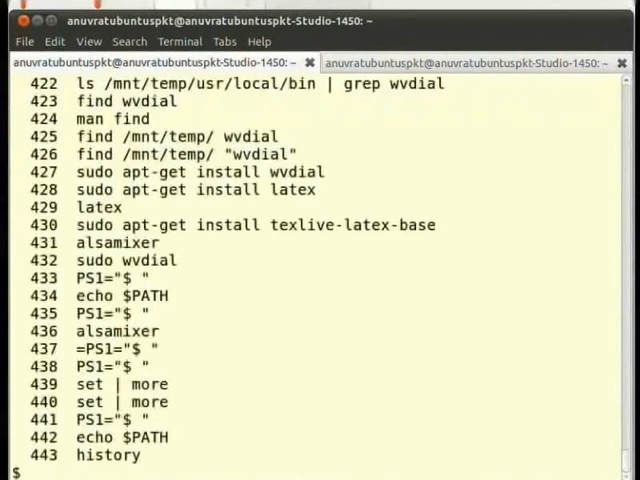 anuvratubuntuspkt@anuvratubuntuspkt-Studio-1450: ~
File Edit View Search Terminal Tabs Help
anuvratubuntuspkt@anuvratubuntuspkt-Studio-1450: ~ anuvratubuntuspkt@anuvratubuntuspkt-Studio-1450: ~
422 ls /mnt/temp/usr/local/bin | grep wvdial
423 find wvdial
424 man find
425 find /mnt/temp/ wvdial
426 find /mnt/temp/ "wvdial"
427 sudo apt-get install wvdial
428 sudo apt-get install latex
429 latex
430 sudo apt-get install texlive-latex-base
431 alsamixer
432 sudo wvdial
433 PS1="$ "
434 echo $PATH
435 PS1="$ "
436 alsamixer
437 =PS1="$ "
438 PS1="$ "
439 set | more
440 set | more
441 PS1="$ "
442 echo $PATH
443 history
$